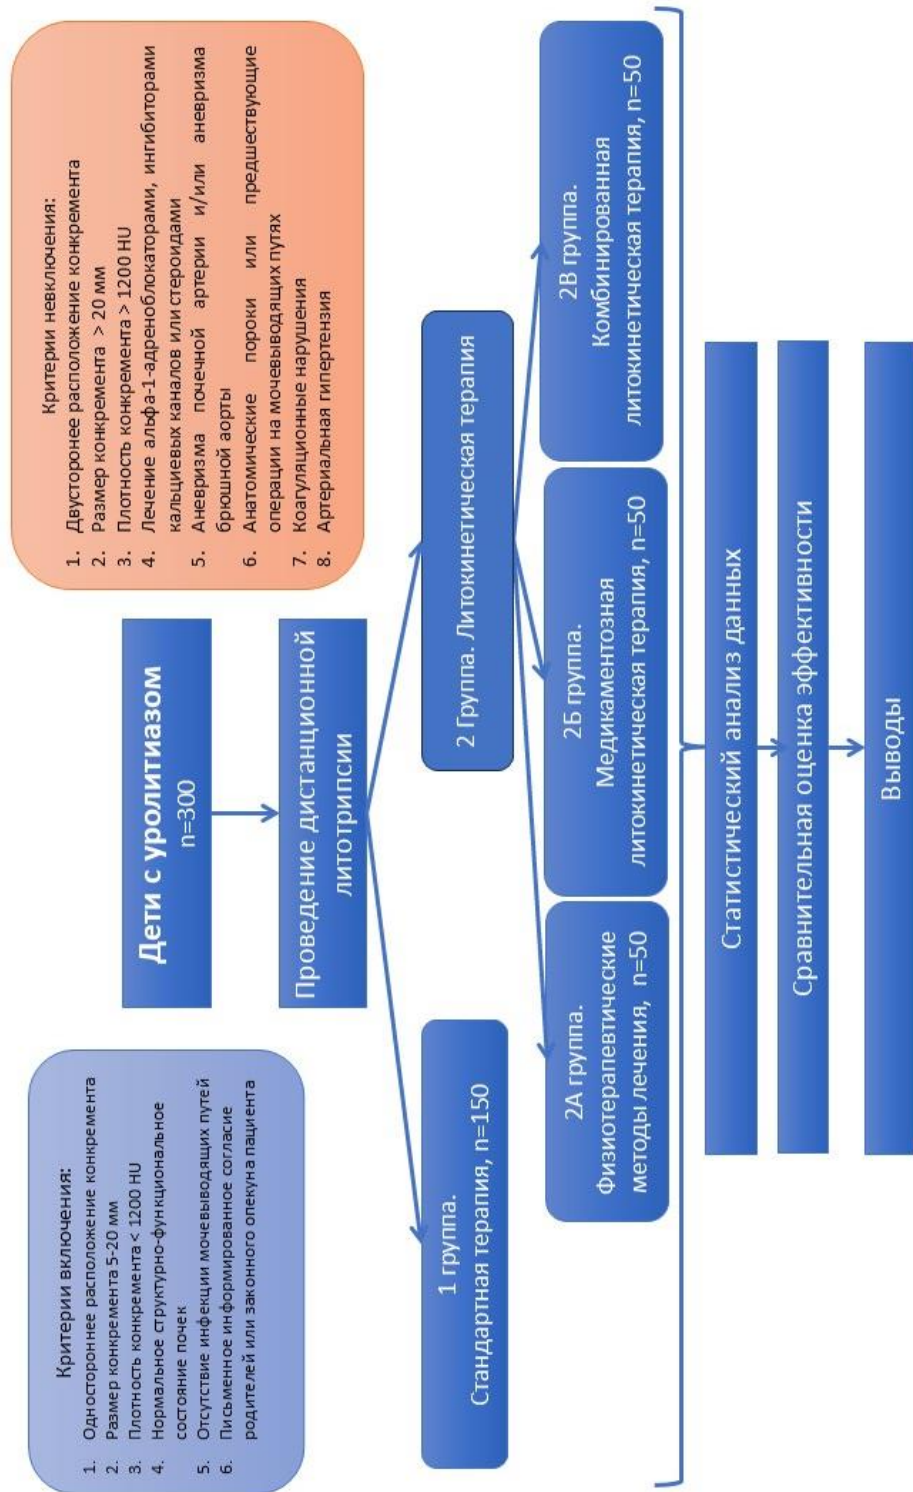 Критерии включения:
1. Одностороннее расположение конкремента
2. Размер конкремента 5-20 мм
3. Плотность конкремента < 1200 HU
4. Нормальное структурно-функциональное
состояние почек
5. Отсутствие инфекции мочевыводящих путей
6. Письменное информированное согласие
родителей или законного опекуна пациента
Дети с уролитиазом
n=300
Критерии невключения:
1. Двусторонее расположение конкремента
2. Размер конкремента > 20 мм
3. Плотность конкремента > 1200 HU
4. Лечение альфа-1-адреноблокаторами, ингибиторами
кальциевых каналов или стероидами
5. Аневризма почечной артерии и/или аневризма
брюшной аорты
6. Анатомические пороки или предшествующие
операции на мочевыводящих путях
7. Коагуляционные нарушения
8. Артериальная гипертензия
Проведение дистанционной
литотрипсии
1 группа.
Стандартная терапия, n=150
2 Группа. Литокинетическая терапия
2А группа.
Физиотерапевтические
методы лечения, n=50
2Б группа.
Медикаментозная
литокинетическая терапия, n=50
2В группа.
Комбинированная
литокинетическая терапия, n=50
Статистический анализ данных
Сравнительная оценка эффективности
Выводы